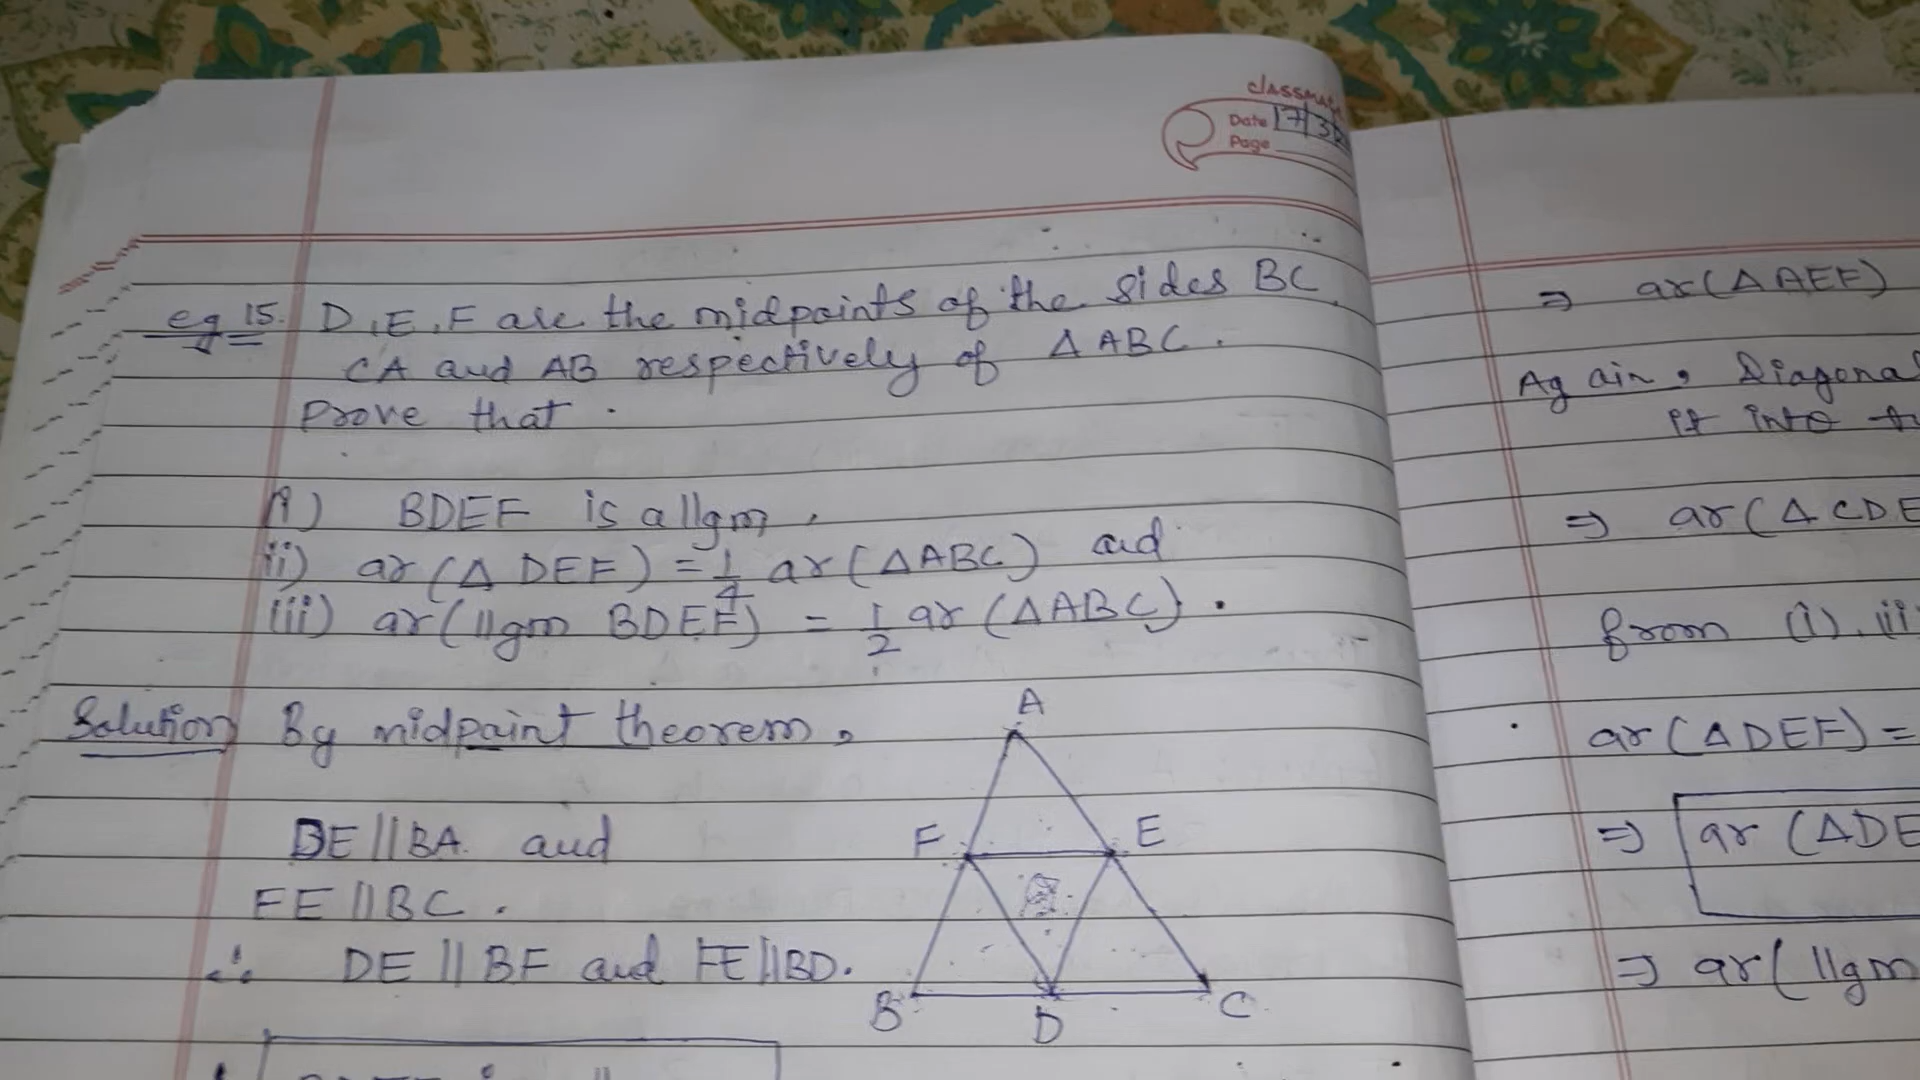 classmate
Date 17/3
Page
eg 15. D,E,F are the midpoints of the sides BC,
CA and AB respectively of Δ ABC.
Prove that
i) BDEF is a llgm,
ii) ar (Δ DEF) = 1/4 ar (ΔABC) and
(iii) ar (llgm BDEF) = 1/2 ar (ΔABC).
Solution By midpoint theorem,
DE || BA and
FE || BC.
∴ DE || BF and FE || BD.
A
F E
B D C
⇒ ar (Δ AEF)
Again, Diagonal
it into
⇒ ar (Δ CDE
from (i), ii
ar (Δ DEF) =
⇒ ar (Δ DE
⇒ ar ( llgm